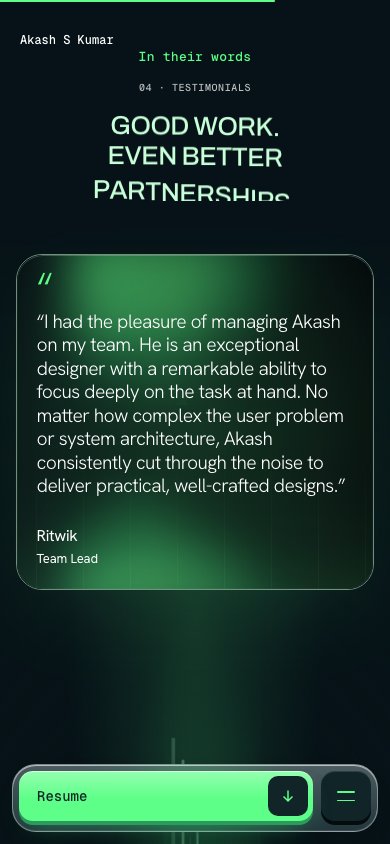 Akash S Kumar
In their words
04 · TESTIMONIALS
GOOD WORK.
EVEN BETTER
PARTNERSHIPS
“I had the pleasure of managing Akash
on my team. He is an exceptional
designer with a remarkable ability to
focus deeply on the task at hand. No
matter how complex the user problem
or system architecture, Akash
consistently cut through the noise to
deliver practical, well-crafted designs.”
Ritwik
Team Lead
Resume